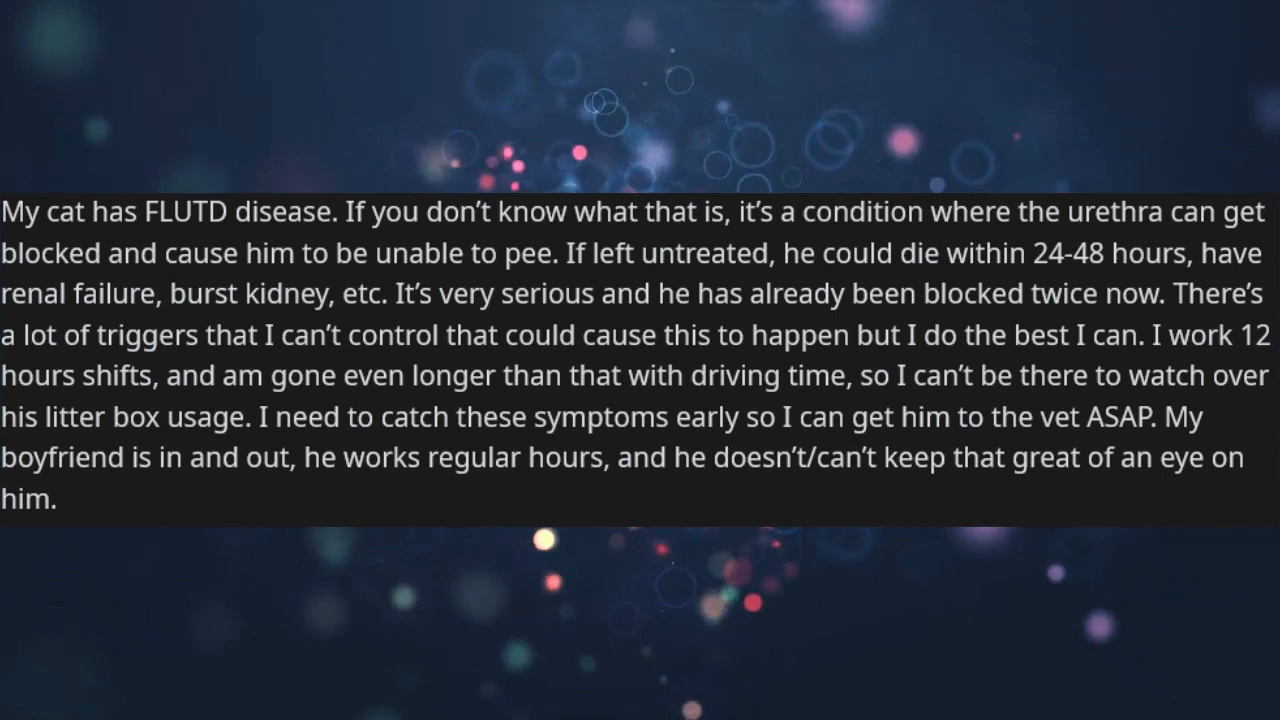 My cat has FLUTD disease. If you don’t know what that is, it’s a condition where the urethra can get
blocked and cause him to be unable to pee. If left untreated, he could die within 24-48 hours, have
renal failure, burst kidney, etc. It’s very serious and he has already been blocked twice now. There’s
a lot of triggers that I can’t control that could cause this to happen but I do the best I can. I work 12
hours shifts, and am gone even longer than that with driving time, so I can’t be there to watch over
his litter box usage. I need to catch these symptoms early so I can get him to the vet ASAP. My
boyfriend is in and out, he works regular hours, and he doesn’t/can’t keep that great of an eye on
him.